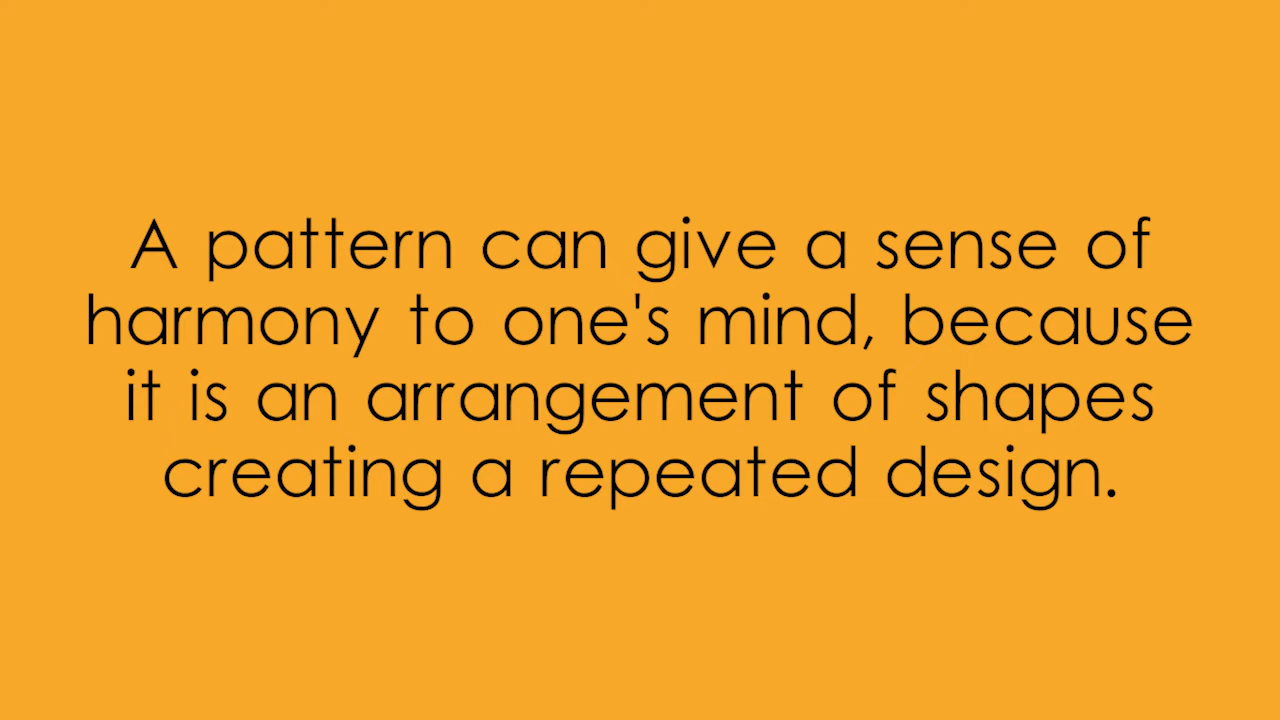 A pattern can give a sense of
harmony to one's mind, because
it is an arrangement of shapes
creating a repeated design.